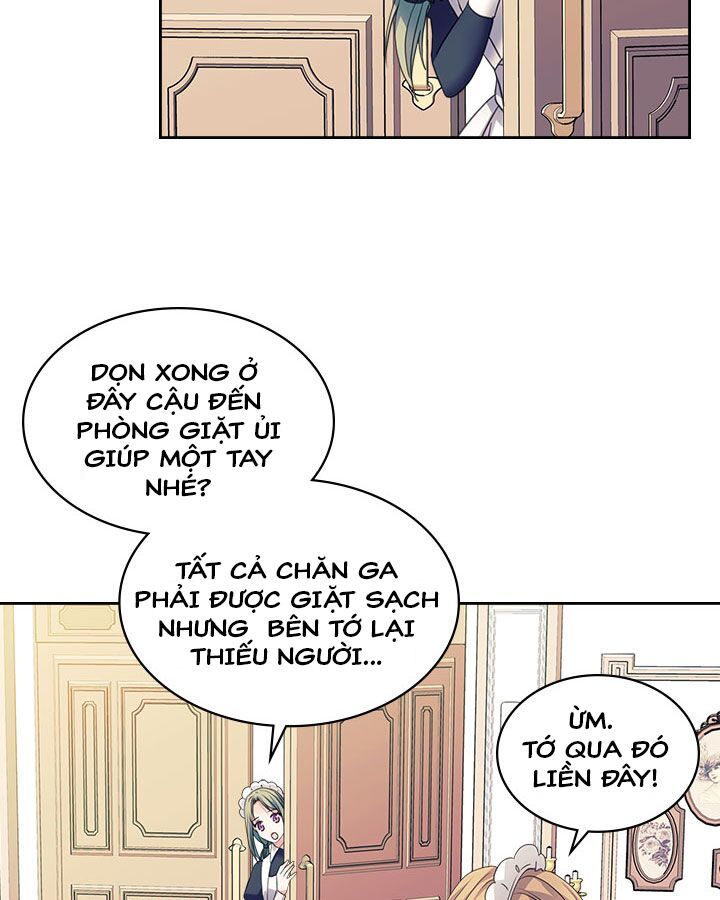 DỌN XONG Ở
ĐÂY CẬU ĐẾN
PHÒNG GIẶT ỦI
GIÚP MỘT TAY
NHÉ?
TẤT CẢ CHĂN GA
PHẢI ĐƯỢC GIẶT SẠCH
NHƯNG BÊN TỚ LẠI
THIẾU NGƯỜI...
ỪM.
TỚ QUA ĐÓ
LIỀN ĐÂY!